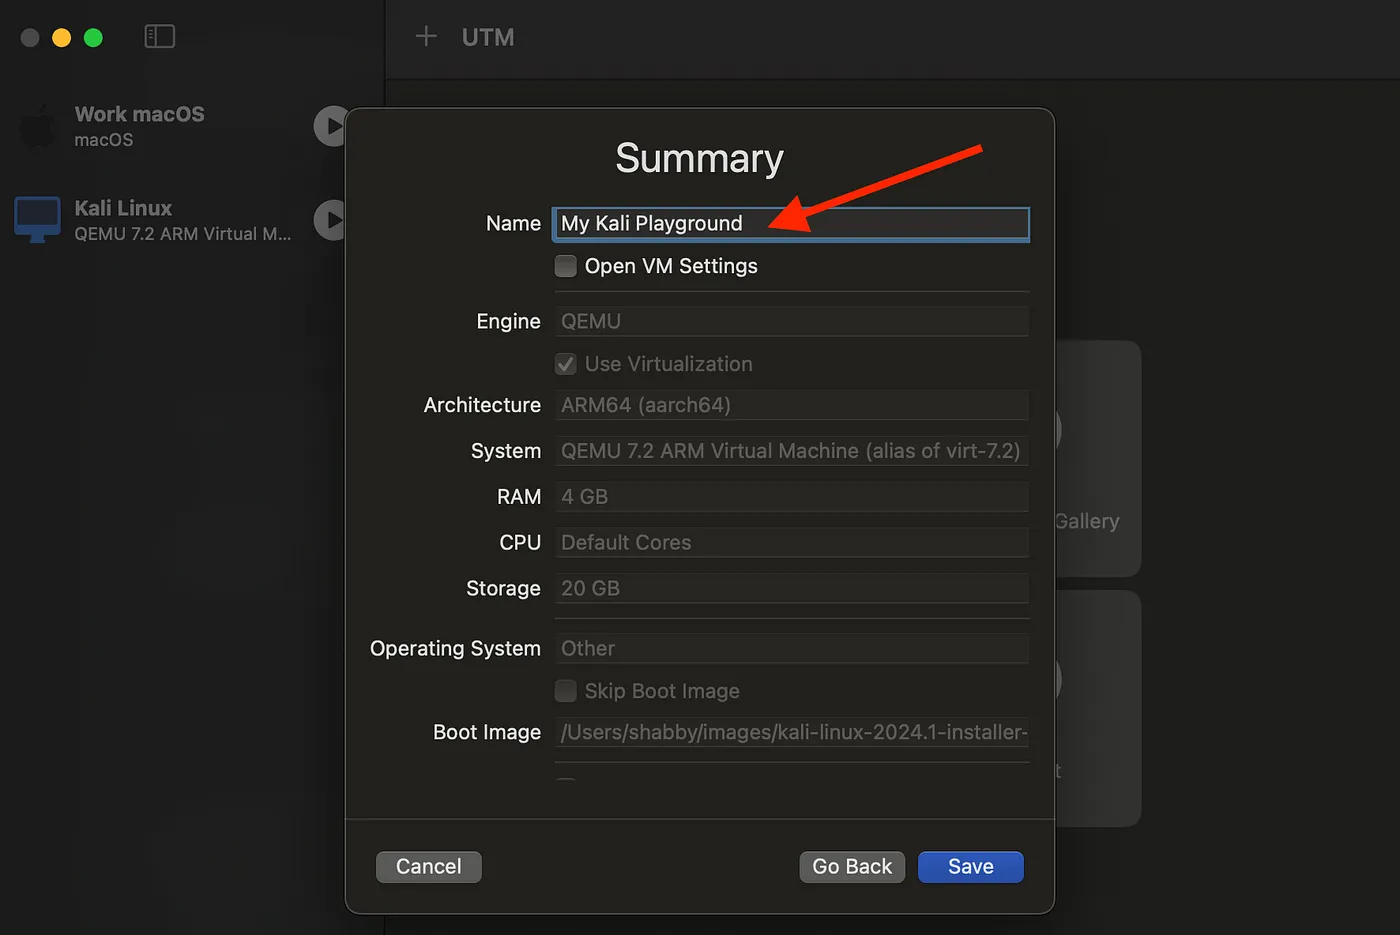 UTM
Work macOS
macOS
Kali Linux
QEMU 7.2 ARM Virtual M...
Summary
Name My Kali Playground
Open VM Settings
Engine QEMU
Use Virtualization
Architecture ARM64 (aarch64)
System QEMU 7.2 ARM Virtual Machine (alias of virt-7.2)
RAM 4 GB
CPU Default Cores
Storage 20 GB
Gallery
Operating System Other
Skip Boot Image
Boot Image /Users/shabby/images/kali-linux-2024.1-installer-
Cancel Go Back Save